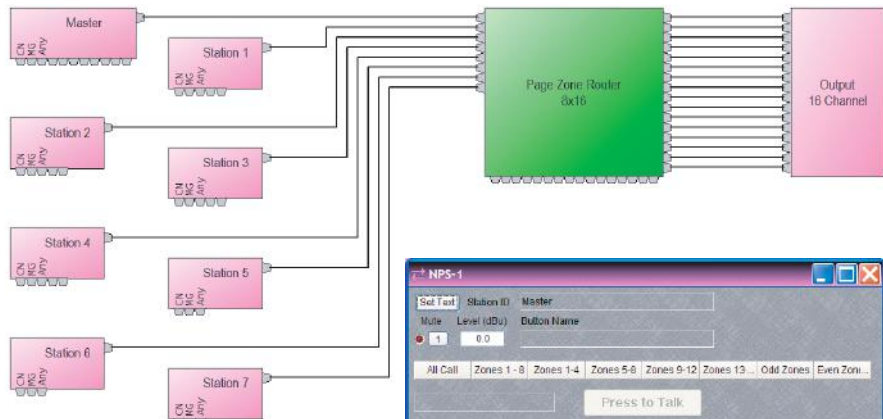 Master
CN
MG
Any
Station 1
CN
MG
Any
Station 2
CN
MG
Any
Station 3
CN
MG
Any
Station 4
CN
MG
Any
Station 5
CN
MG
Any
Station 6
CN
MG
Any
Station 7
CN
MG
Any
Page Zone Router
8x16
Output
16 Channel
NPS-1
Set Text Station ID Master
Mute Level (dBu) Button Name
1 0.0
All Call Zones 1 - 8 Zones 1-4 Zones 5-8 Zones 9-12 Zones 13... Odd Zones Even Zon...
Press to Talk